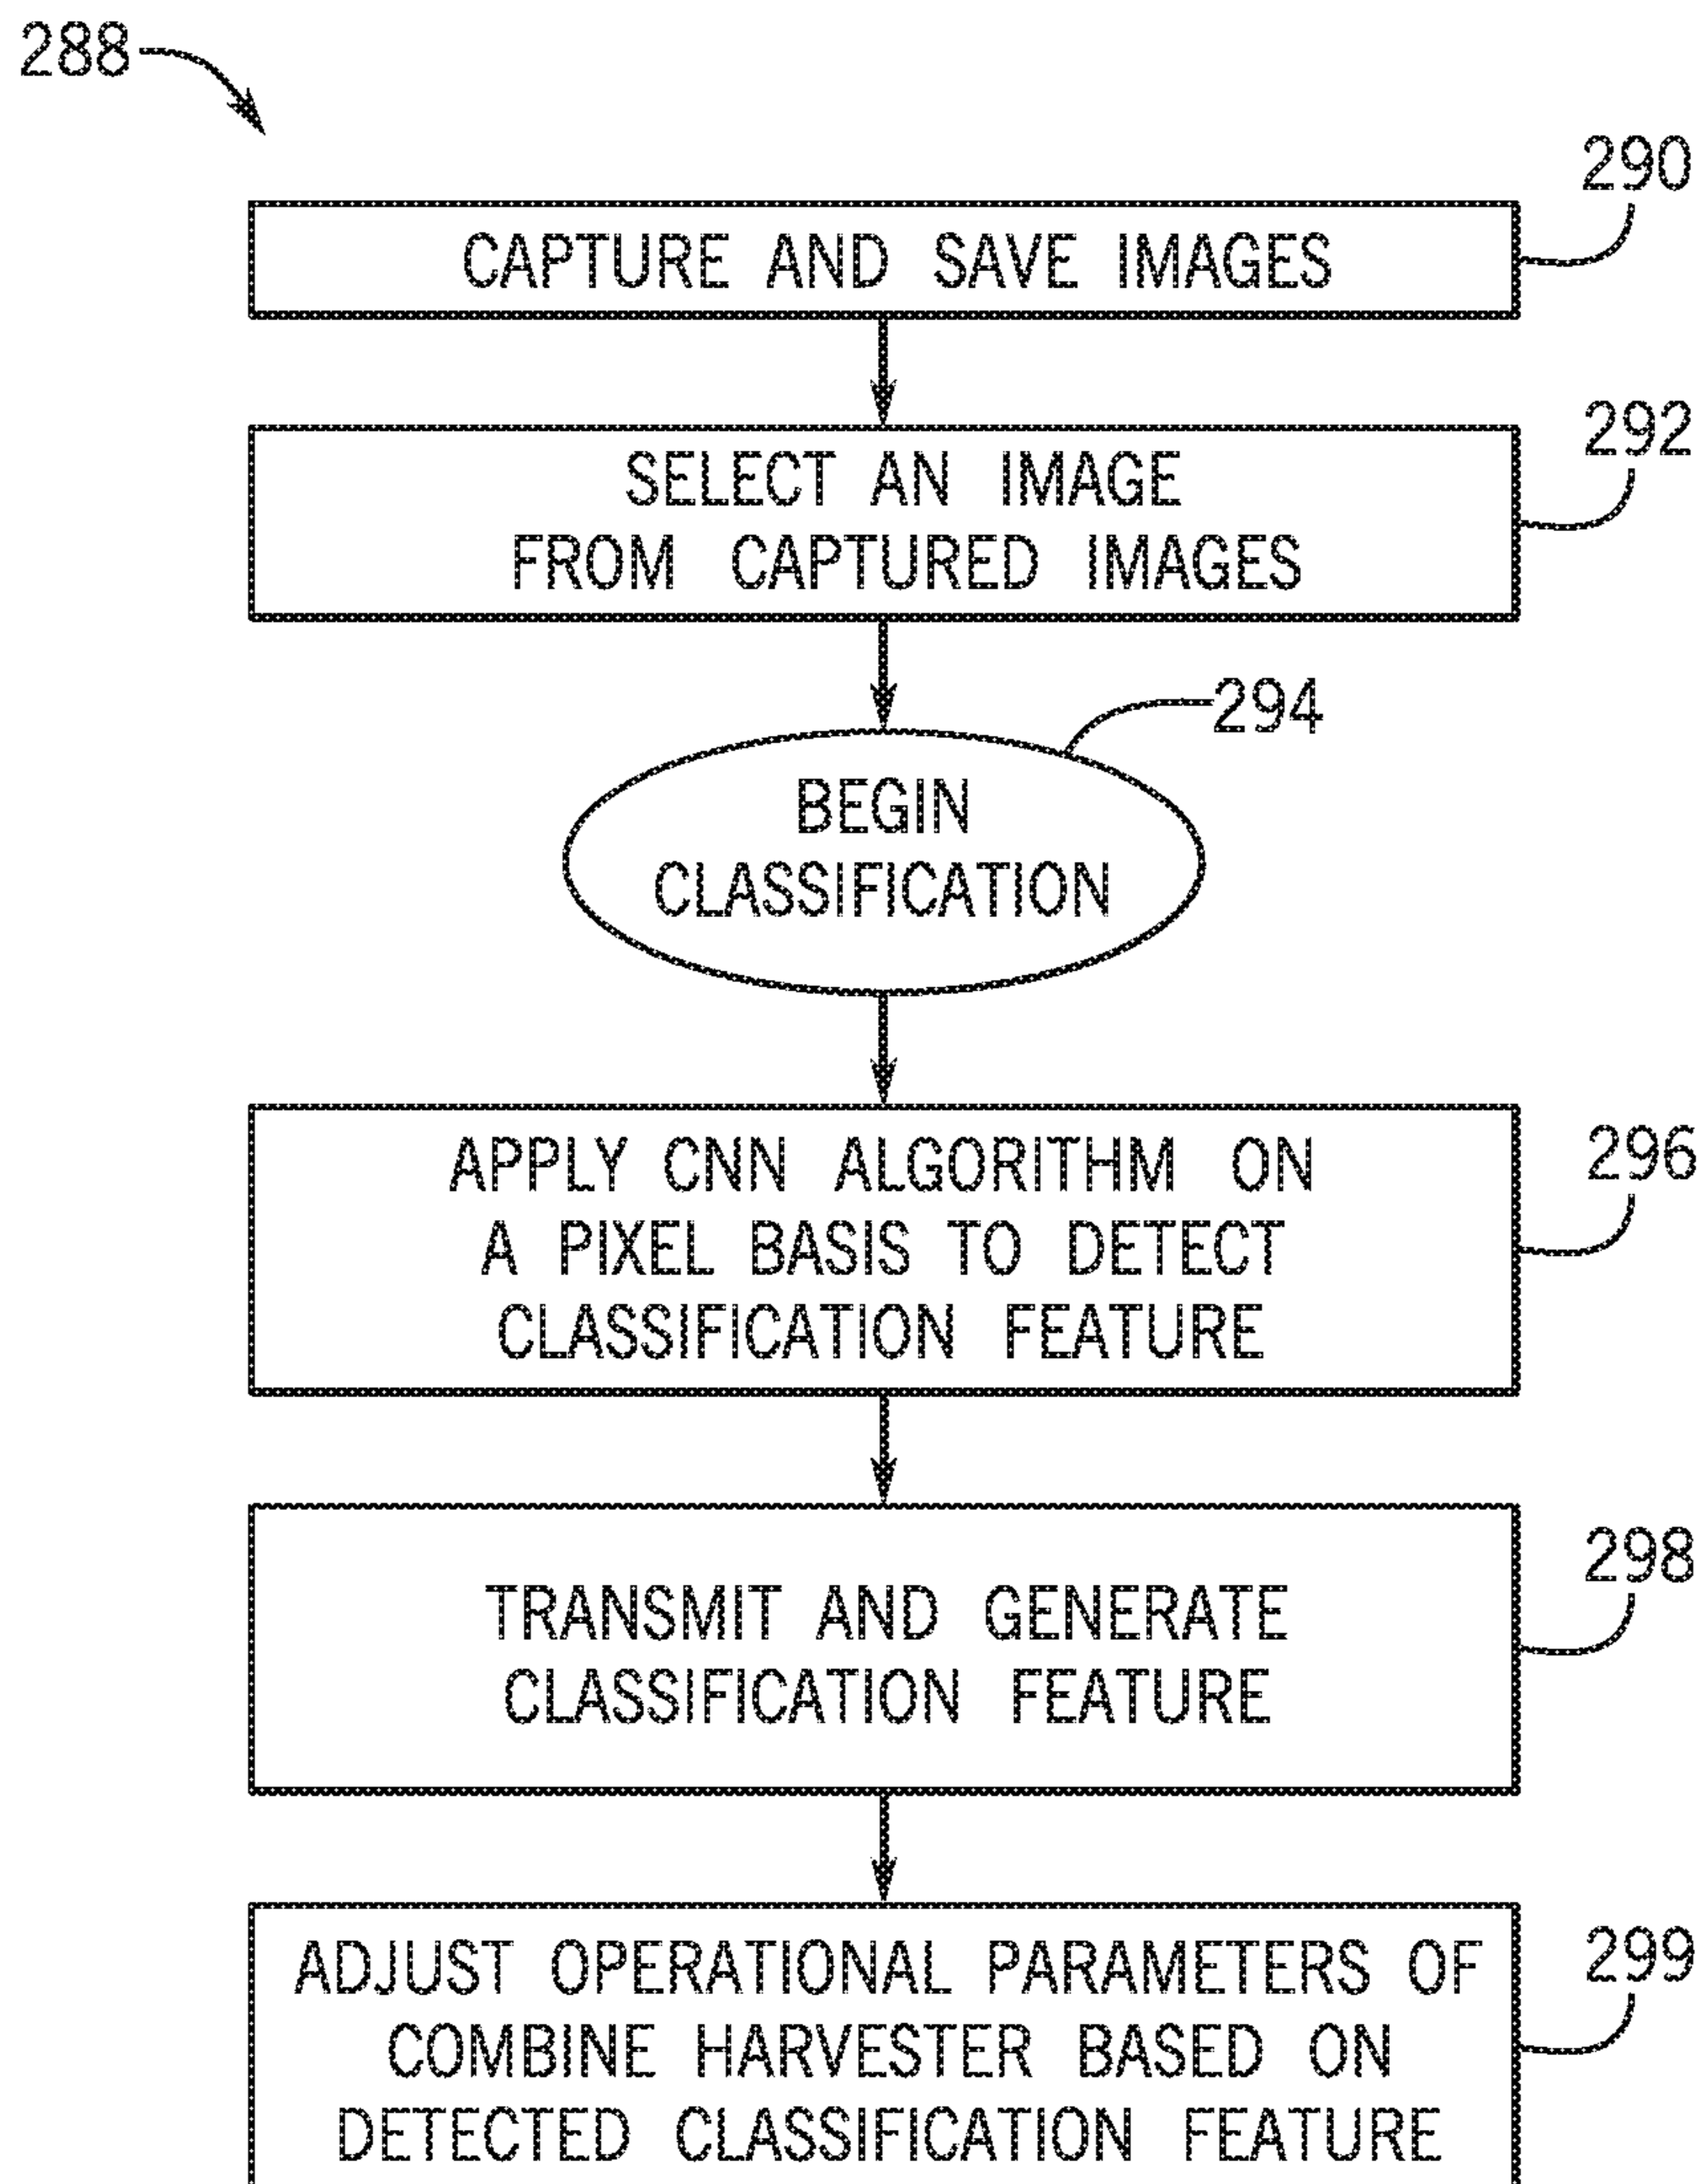 288
290
CAPTURE AND SAVE IMAGES
292
SELECT AN IMAGE
FROM CAPTURED IMAGES
294
BEGIN
CLASSIFICATION
296
APPLY CNN ALGORITHM ON
A PIXEL BASIS TO DETECT
CLASSIFICATION FEATURE
298
TRANSMIT AND GENERATE
CLASSIFICATION FEATURE
299
ADJUST OPERATIONAL PARAMETERS OF
COMBINE HARVESTER BASED ON
DETECTED CLASSIFICATION FEATURE